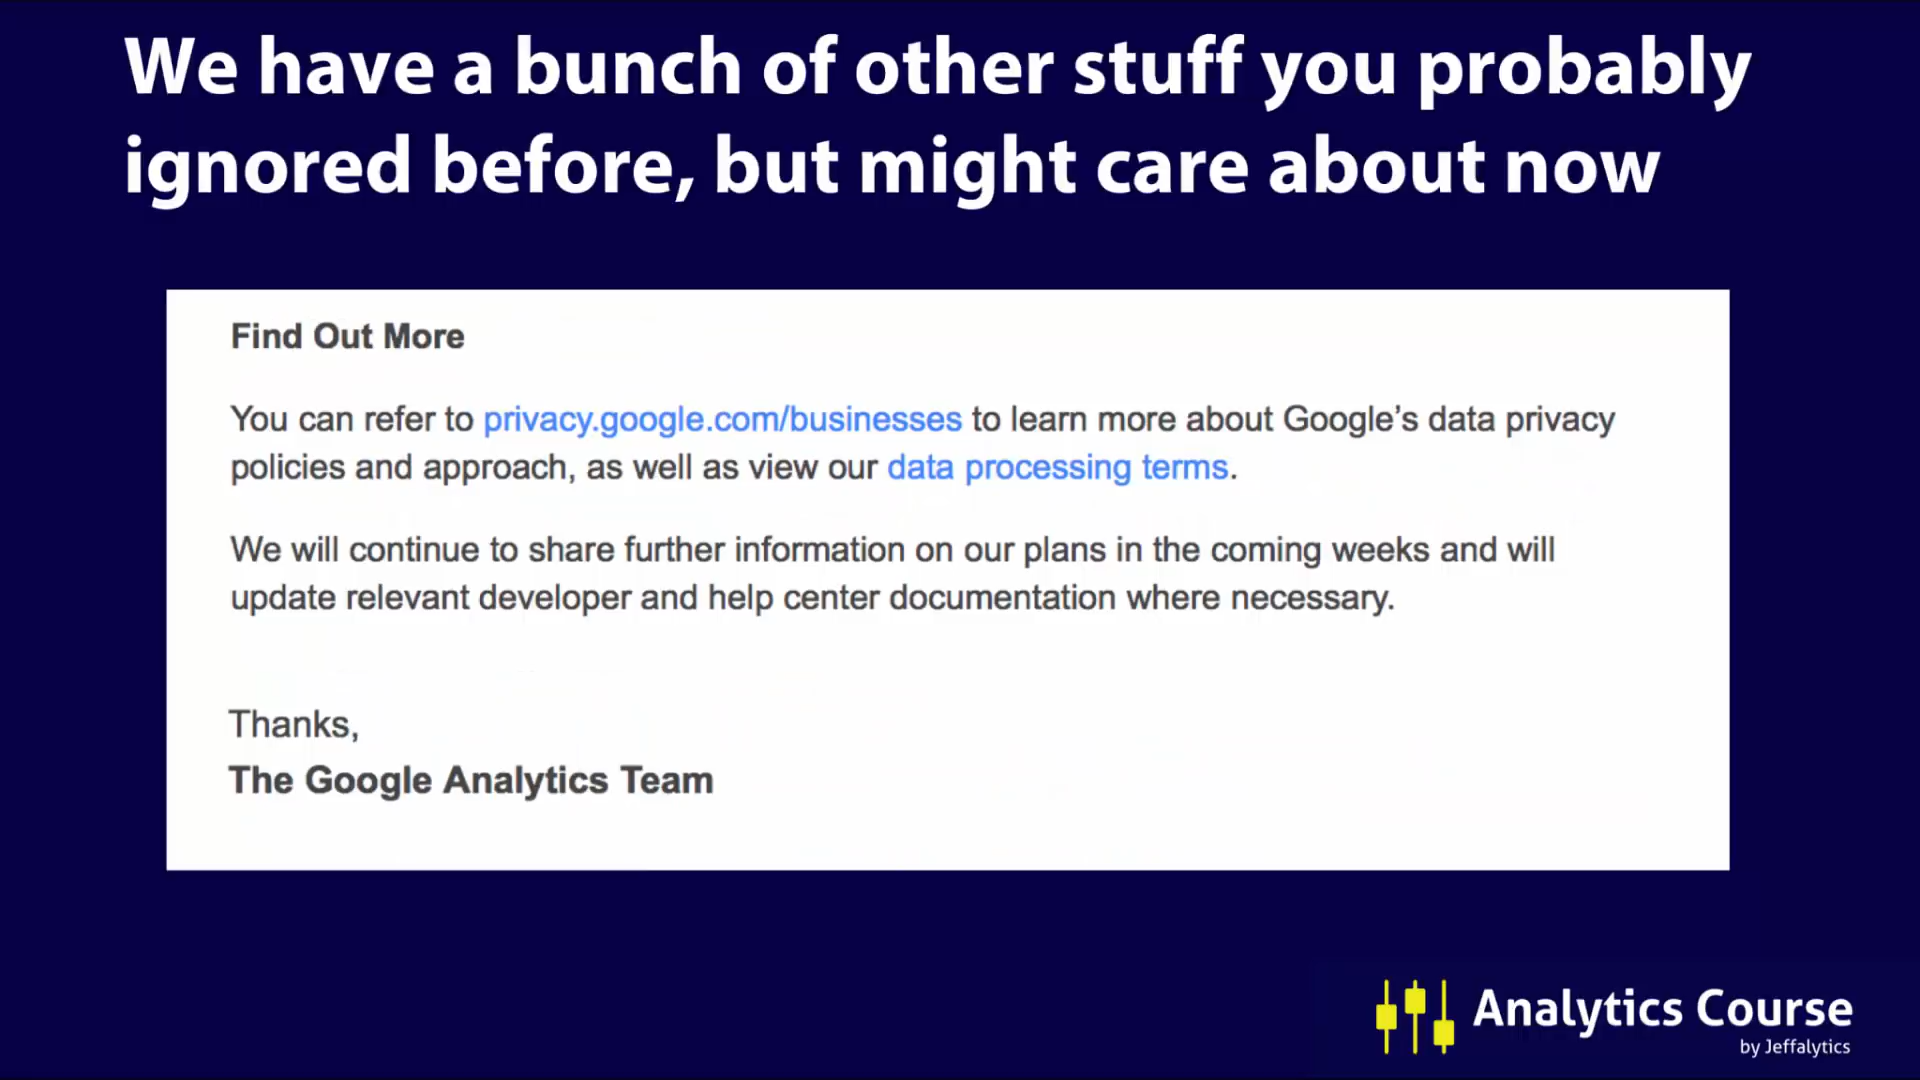 We have a bunch of other stuff you probably
ignored before, but might care about now
Find Out More
You can refer to privacy.google.com/businesses to learn more about Google’s data privacy
policies and approach, as well as view our data processing terms.
We will continue to share further information on our plans in the coming weeks and will
update relevant developer and help center documentation where necessary.
Thanks,
The Google Analytics Team
Analytics Course
by Jeffalytics